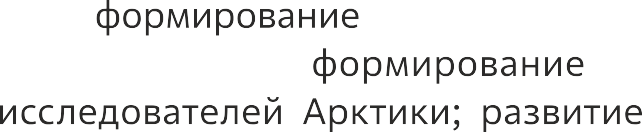 формирование
формирование
исследователей Арктики; развитие